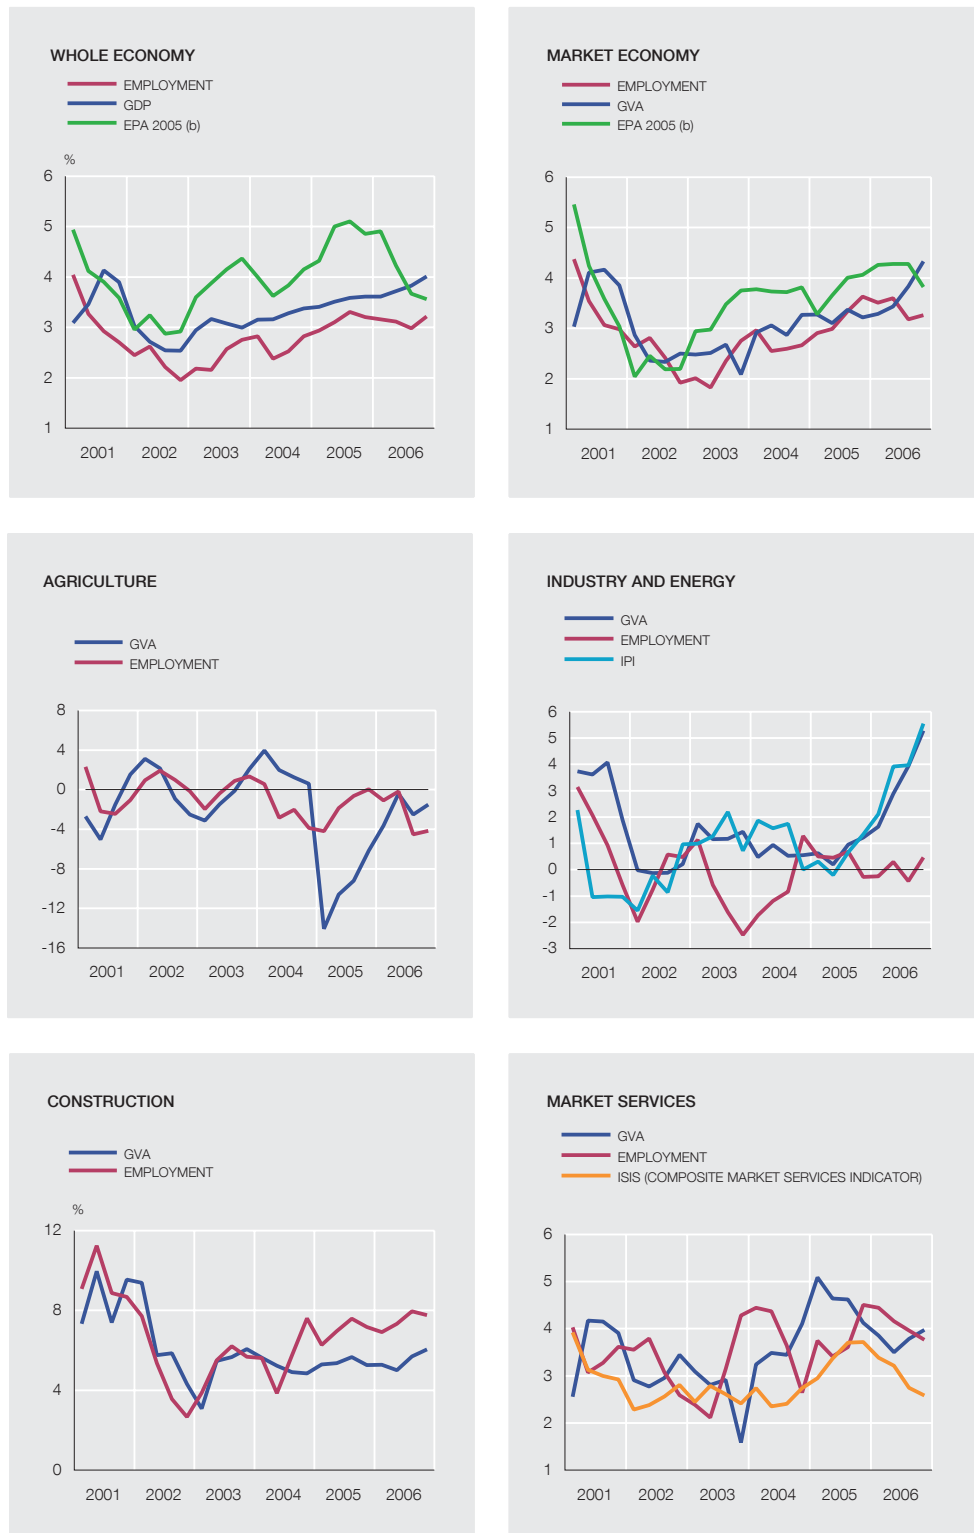 WHOLE ECONOMY
EMPLOYMENT
GDP
EPA 2005 (b)
%
6
5
4
3
2
1
2001 2002 2003 2004 2005 2006
MARKET ECONOMY
EMPLOYMENT
GVA
EPA 2005 (b)
6
5
4
3
2
1
2001 2002 2003 2004 2005 2006
AGRICULTURE
GVA
EMPLOYMENT
8
4
0
-4
-8
-12
-16
2001 2002 2003 2004 2005 2006
INDUSTRY AND ENERGY
GVA
EMPLOYMENT
IPI
6
5
4
3
2
1
0
-1
-2
-3
2001 2002 2003 2004 2005 2006
CONSTRUCTION
GVA
EMPLOYMENT
%
12
8
4
0
2001 2002 2003 2004 2005 2006
MARKET SERVICES
GVA
EMPLOYMENT
ISIS (COMPOSITE MARKET SERVICES INDICATOR)
6
5
4
3
2
1
2001 2002 2003 2004 2005 2006